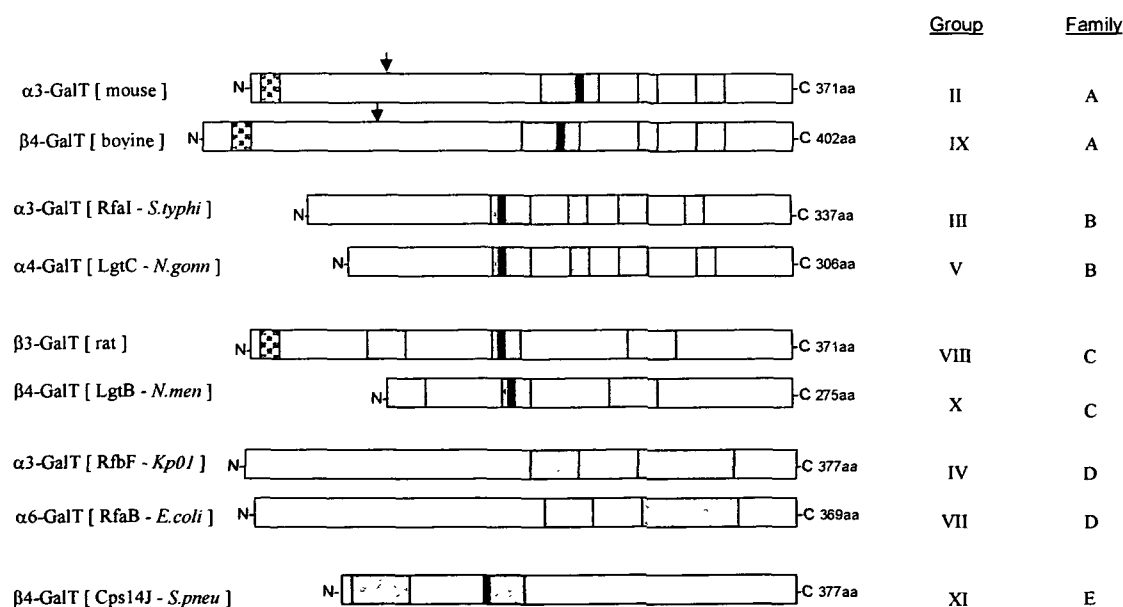 Group Family
α3-GalT [ mouse ] N- -C 371aa II A
β4-GalT [ bovine ] N- -C 402aa IX A
α3-GalT [ RfaI - S.typhi ] N- -C 337aa III B
α4-GalT [ LgtC - N.gonn ] N- -C 306aa V B
β3-GalT [ rat ] N- -C 371aa VIII C
β4-GalT [ LgtB - N.men ] N- -C 275aa X C
α3-GalT [ RfbF - Kp01 ] N- -C 377aa IV D
α6-GalT [ RfaB - E.coli ] N- -C 369aa VII D
β4-GalT [ Cps14J - S.pneu ] N- -C 377aa XI E